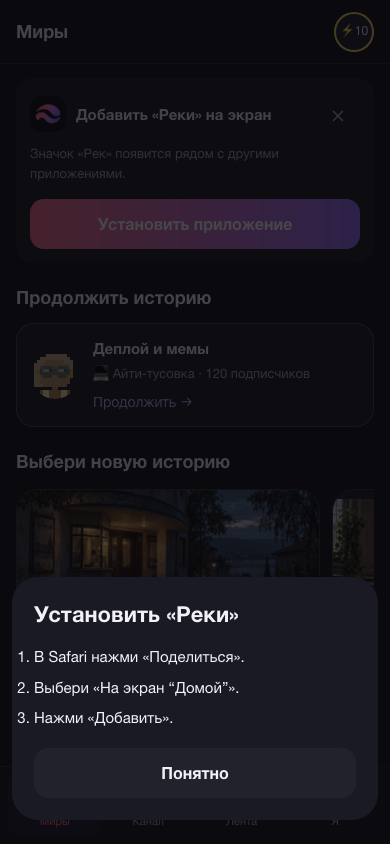 Миры
⚡10
Добавить «Реки» на экран
Значок «Рек» появится рядом с другими
приложениями.
Установить приложение
Продолжить историю
Деплой и мемы
Айти-тусовка · 120 подписчиков
Продолжить →
Выбери новую историю
Установить «Реки»
1. В Safari нажми «Поделиться».
2. Выбери «На экран “Домой”».
3. Нажми «Добавить».
Понятно
Миры
Канал
Лента
Я